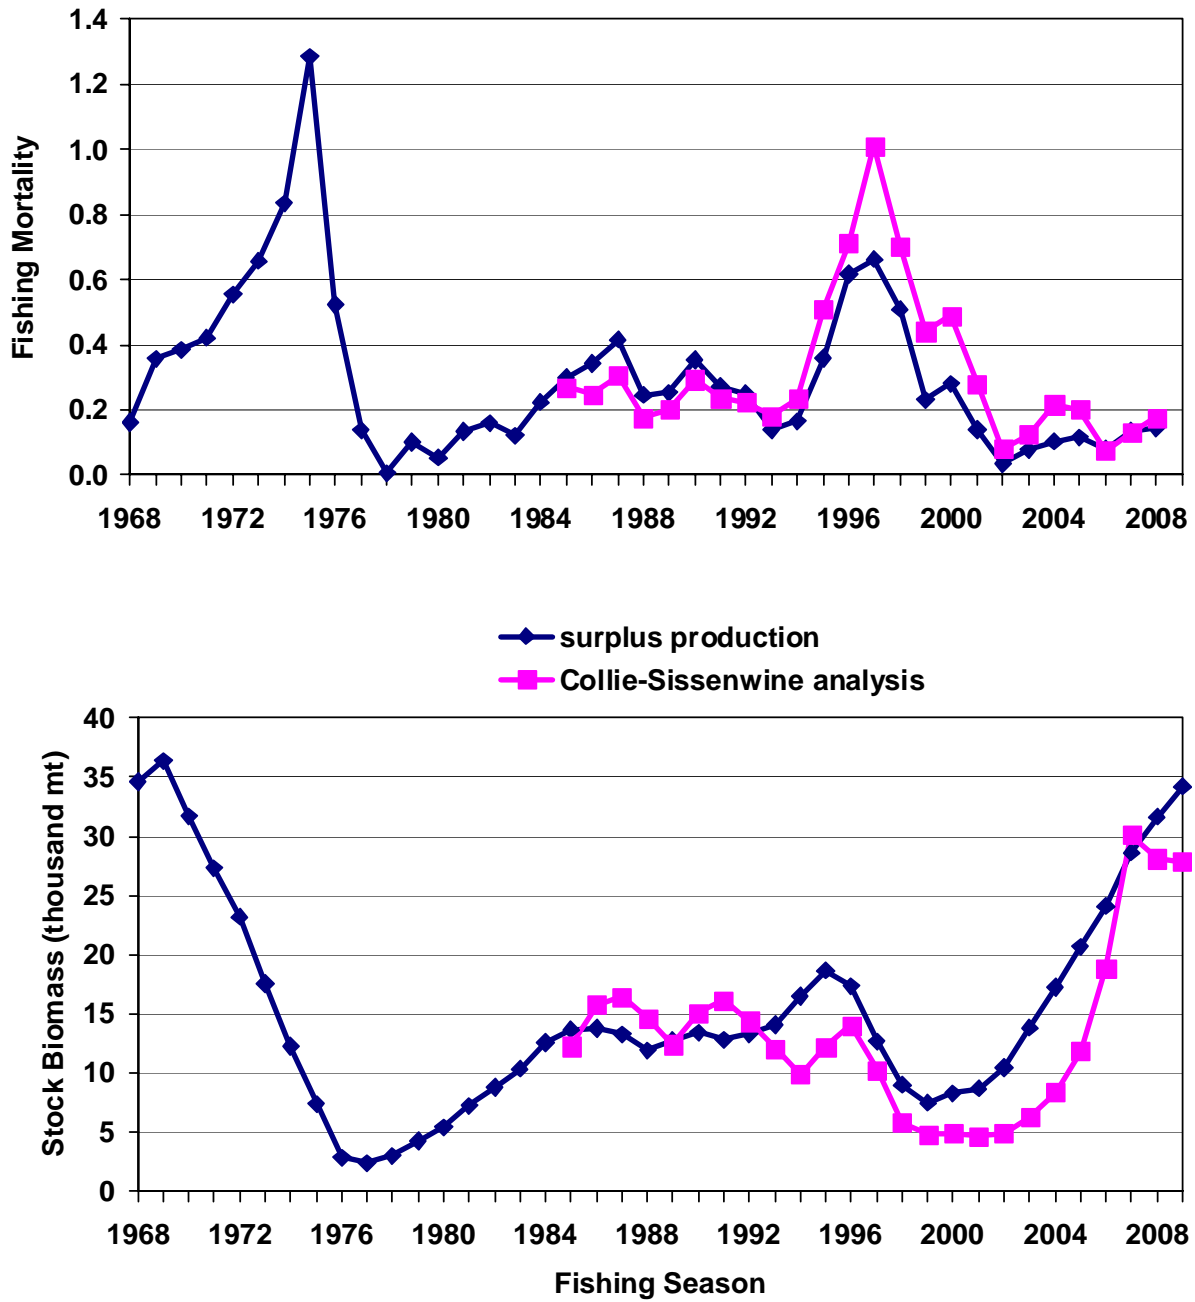 1.4
1.2
1.0
0.8
0.6
0.4
0.2
0.0
Fishing Mortality
1968 1972 1976 1980 1984 1988 1992 1996 2000 2004 2008
surplus production
Collie-Sissenwine analysis
40
35
30
25
20
15
10
5
0
Stock Biomass (thousand mt)
1968 1972 1976 1980 1984 1988 1992 1996 2000 2004 2008
Fishing Season